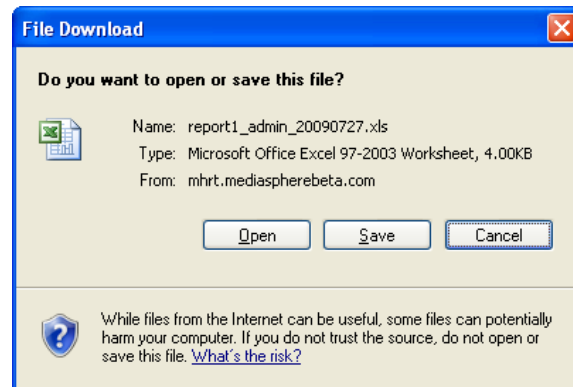 File Download
Do you want to open or save this file?
Name: report1_admin_20090727.xls
Type: Microsoft Office Excel 97-2003 Worksheet, 4.00KB
From: mhrt.mediaspherebeta.com
Open Save Cancel
While files from the Internet can be useful, some files can potentially
harm your computer. If you do not trust the source, do not open or
save this file. What's the risk?